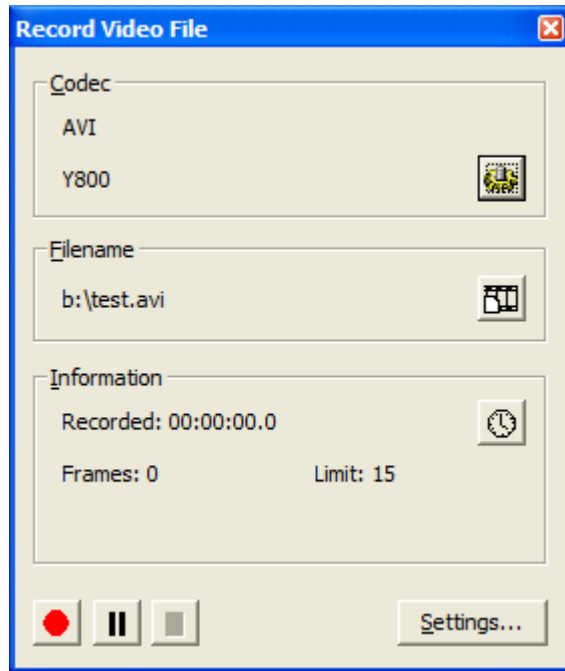 Record Video File
Codec
AVI
Y800
Filename
b:\test.avi
Information
Recorded: 00:00:00.0
Frames: 0 Limit: 15
Settings...